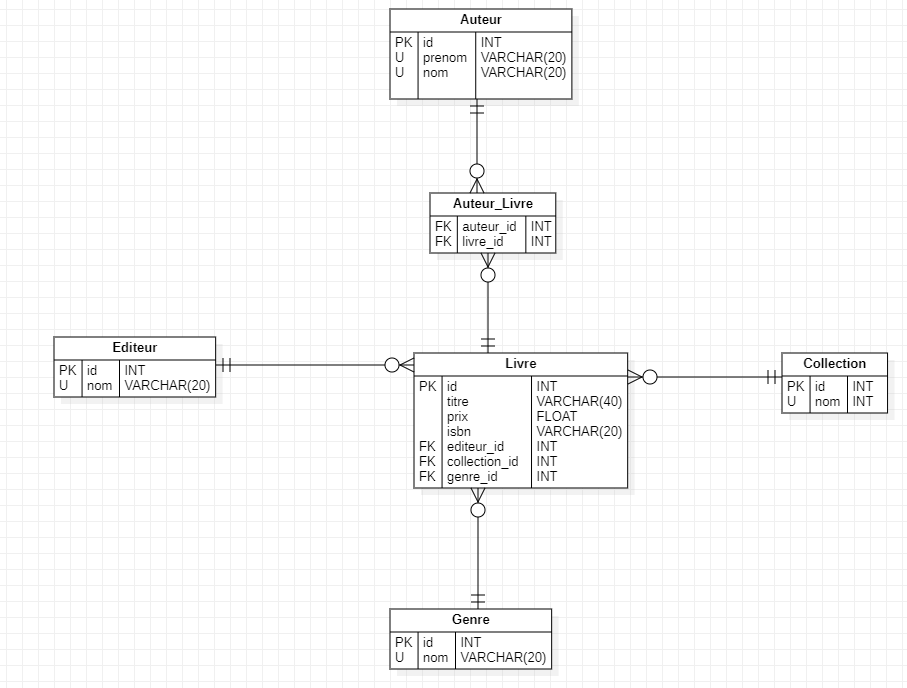 Auteur
PK id INT
U prenom VARCHAR(20)
U nom VARCHAR(20)
Auteur_Livre
FK auteur_id INT
FK livre_id INT
Editeur
PK id INT
U nom VARCHAR(20)
Livre
PK id INT
titre VARCHAR(40)
prix FLOAT
isbn VARCHAR(20)
FK editeur_id INT
FK collection_id INT
FK genre_id INT
Collection
PK id INT
U nom INT
Genre
PK id INT
U nom VARCHAR(20)